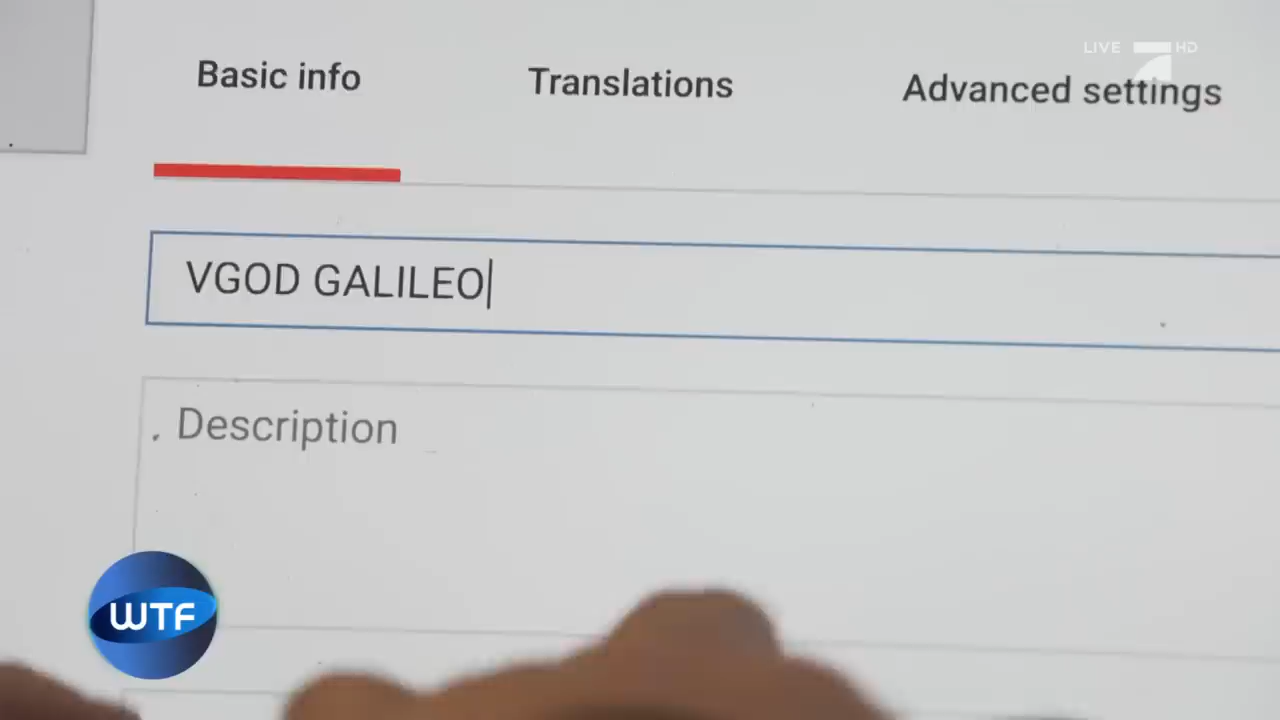 LIVE HD
Basic info Translations Advanced settings
VGOD GALILEO
Description
WTF